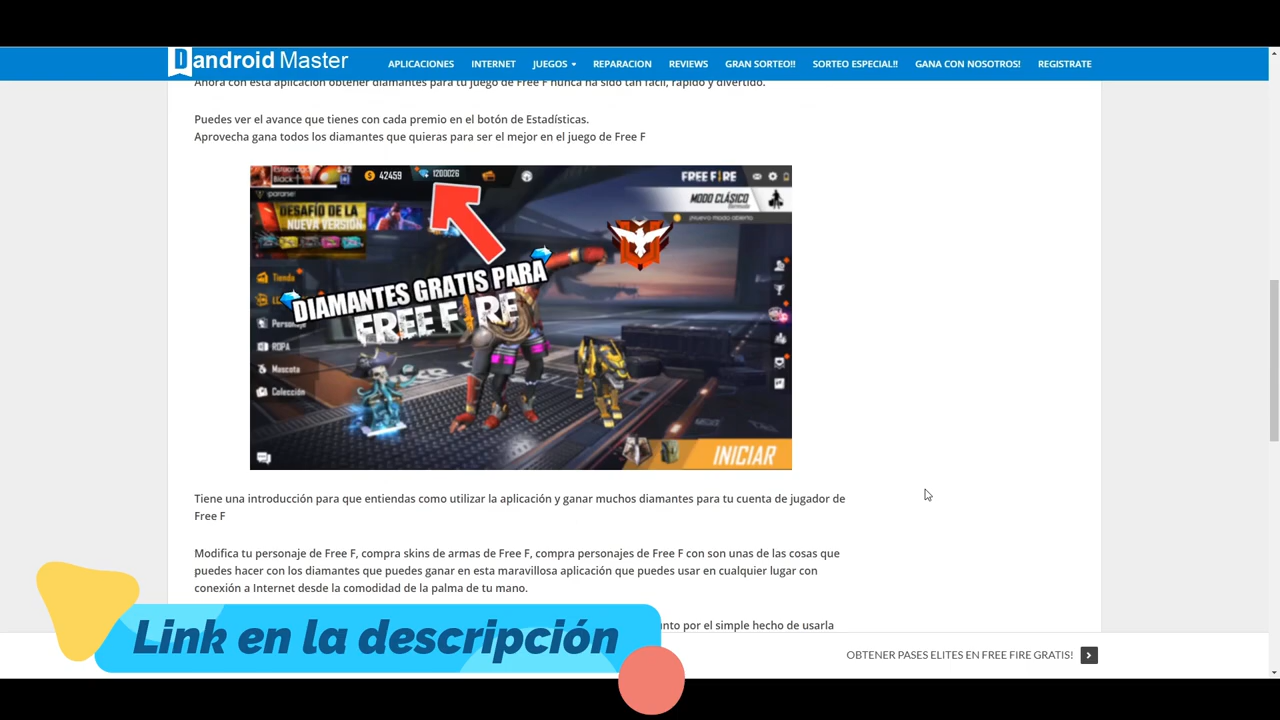 Dandroid Master
APLICACIONES INTERNET JUEGOS REPARACION REVIEWS GRAN SORTEO!! SORTEO ESPECIAL!! GANA CON NOSOTROS! REGISTRATE
Ahora con esta aplicación obtener diamantes para tu juego de Free F nunca ha sido tan fácil, rápido y divertido.
Puedes ver el avance que tienes con cada premio en el botón de Estadísticas.
Aprovecha gana todos los diamantes que quieras para ser el mejor en el juego de Free F
Black
42459
1200026
FREE FIRE
MODO CLÁSICO
DESAFÍO DE LA
NUEVA VERSIÓN
¡Nuevo modo abierto
Tienda
DIAMANTES GRATIS PARA
FREE FIRE
ROPA
Mascota
Colección
INICIAR
Tiene una introducción para que entiendas como utilizar la aplicación y ganar muchos diamantes para tu cuenta de jugador de
Free F
Modifica tu personaje de Free F, compra skins de armas de Free F, compra personajes de Free F con son unas de las cosas que
puedes hacer con los diamantes que puedes ganar en esta maravillosa aplicación que puedes usar en cualquier lugar con
conexión a Internet desde la comodidad de la palma de tu mano.
por el simple hecho de usarla
Link en la descripción
OBTENER PASES ELITES EN FREE FIRE GRATIS!